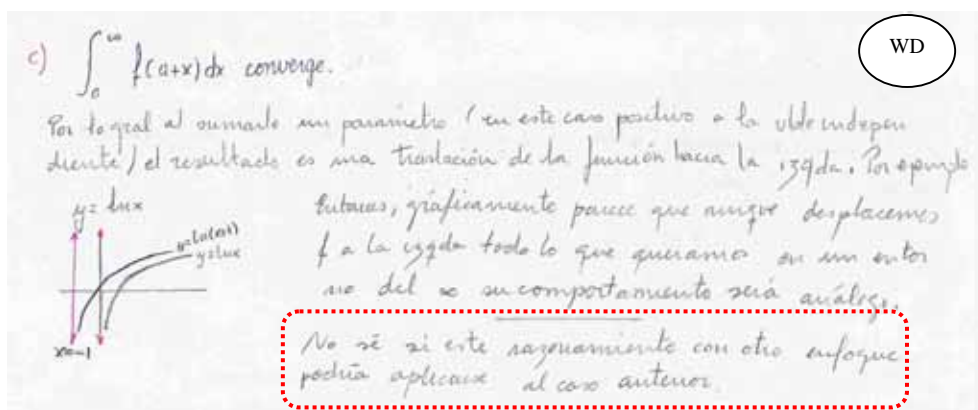 WD
c) ∫₀^∞ f(a+x)dx converge.
Por lo gral al sumarle un parámetro (en este caso positivo a la vble indepen
diente) el resultado es una traslación de la función hacia la izqda. Por ejemplo
y = lnx
y=ln(x+1)
y=lnx
x=-1
Entonces, gráficamente parece que aunque desplacemos
f a la izqda todo lo que queramos en un entor
no del ∞ su comportamiento será análogo.
No sé si este razonamiento con otro enfoque
podría aplicarse al caso anterior.